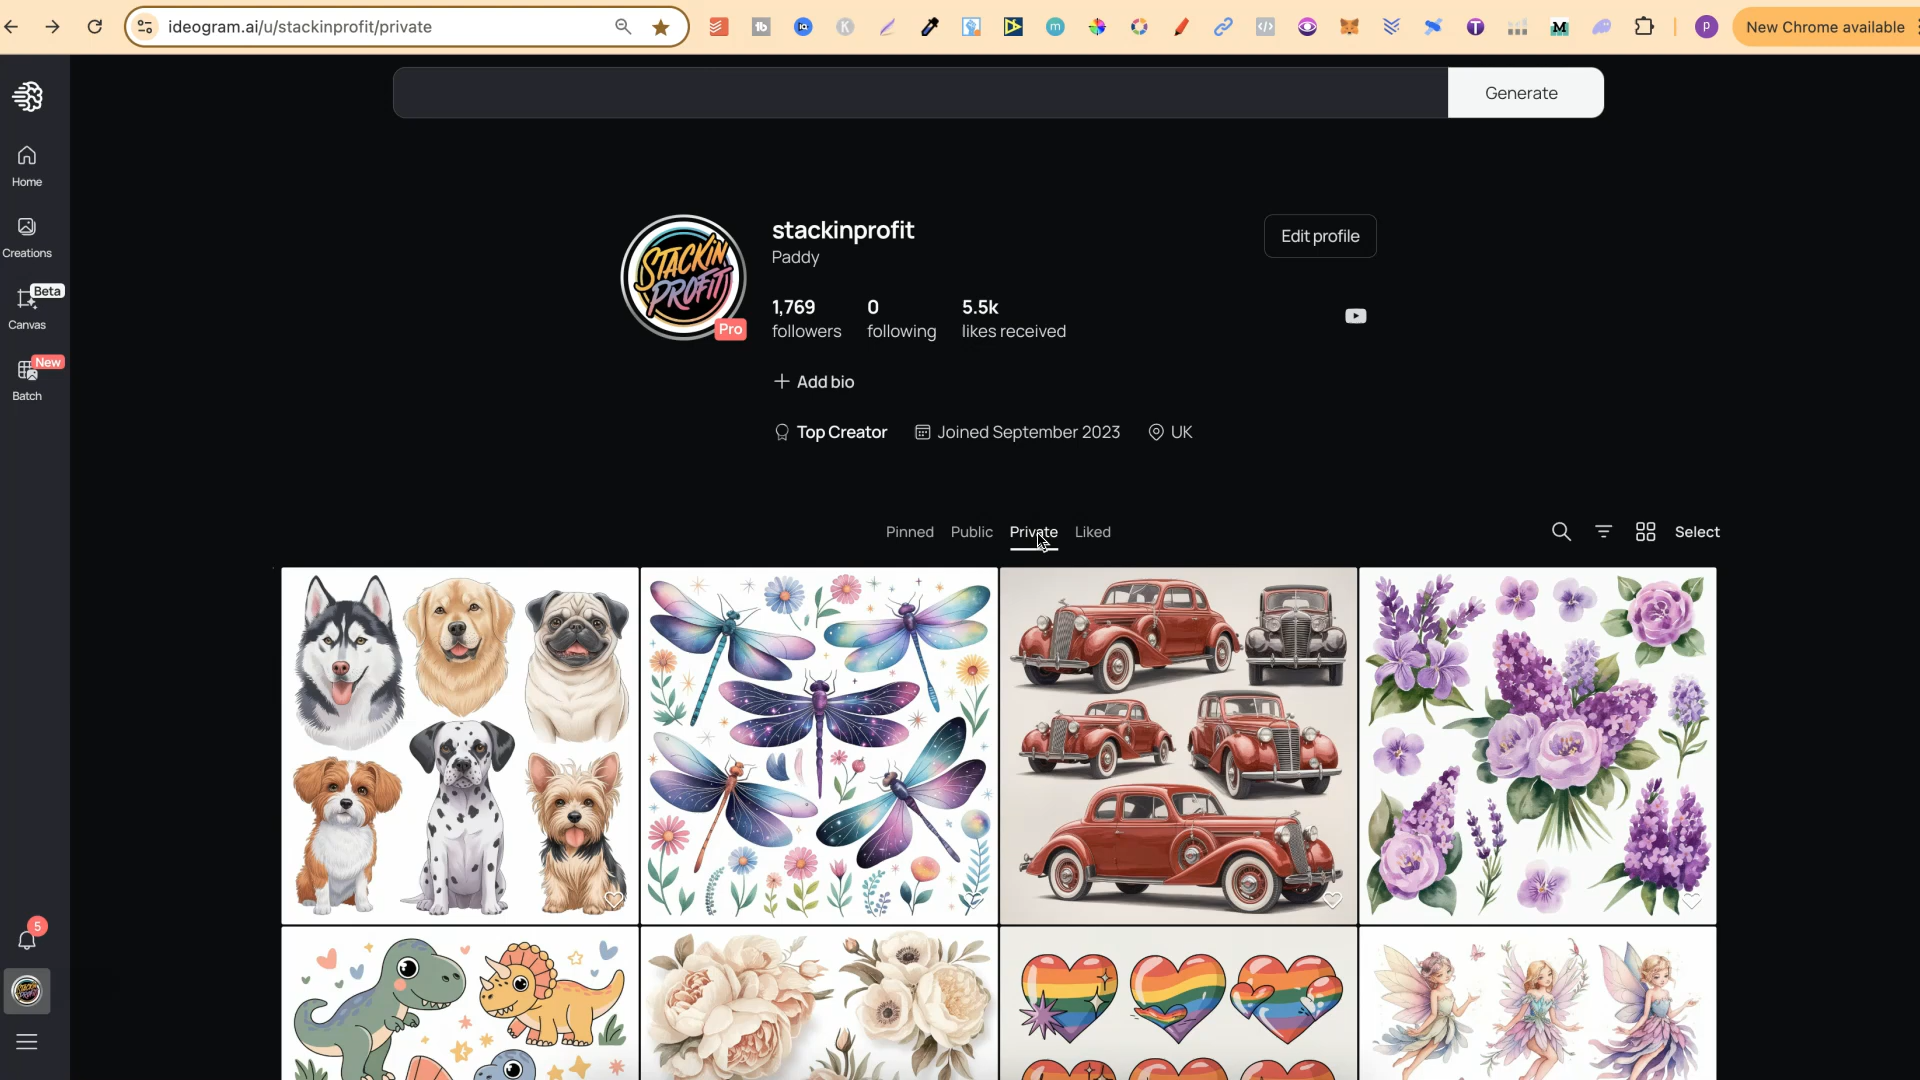 ideogram.ai/u/stackinprofit/private
New Chrome available
Generate
Home
Creations
Beta
Canvas
New
Batch
5
STACKIN PROFIT
Pro
stackinprofit
Paddy
Edit profile
1,769 0 5.5k
followers following likes received
Add bio
Top Creator Joined September 2023 UK
Pinned Public Private Liked
Select